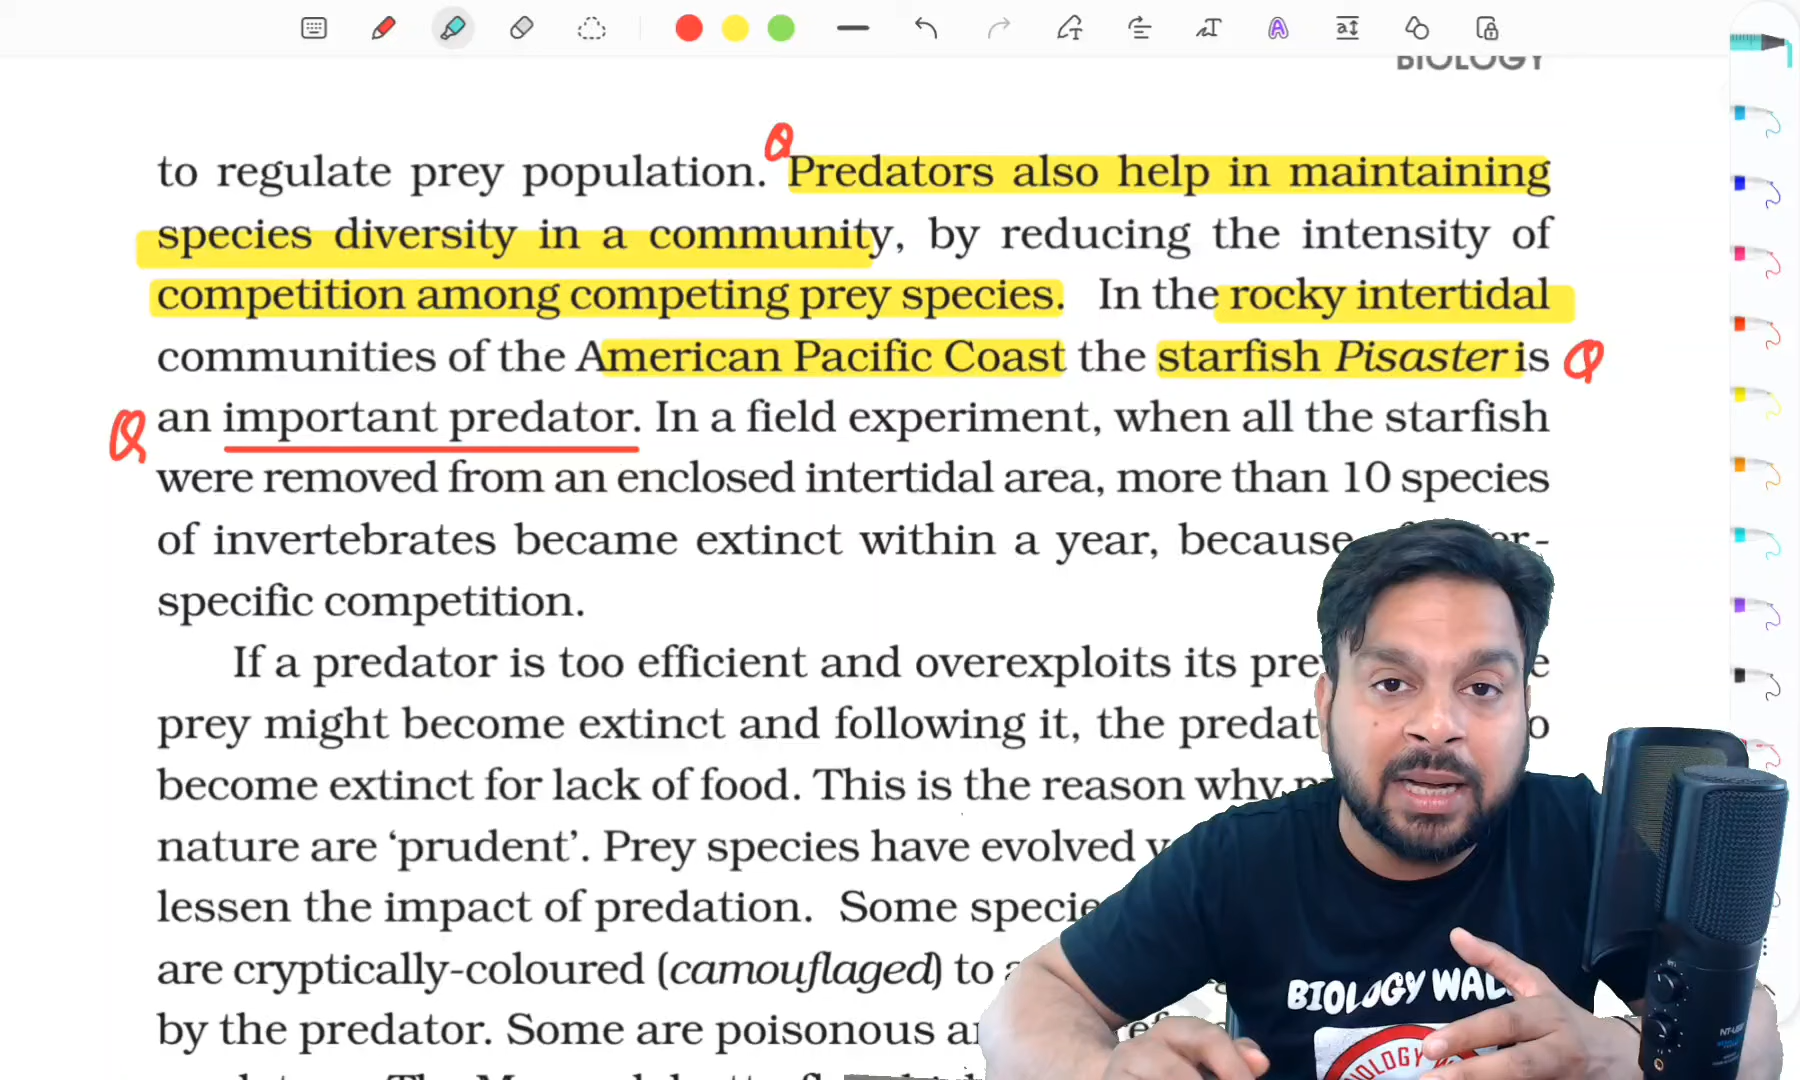 BIOLOGY
to regulate prey population. Predators also help in maintaining
species diversity in a community, by reducing the intensity of
competition among competing prey species. In the rocky intertidal
communities of the American Pacific Coast the starfish Pisaster is
an important predator. In a field experiment, when all the starfish
were removed from an enclosed intertidal area, more than 10 species
of invertebrates became extinct within a year, because
specific competition.
If a predator is too efficient and overexploits its
prey might become extinct and following it, the
become extinct for lack of food. This is the reason why
nature are ‘prudent’. Prey species have evolved
lessen the impact of predation. Some
are cryptically-coloured (camouflaged) to
by the predator. Some are poisonous
BIOLOGY